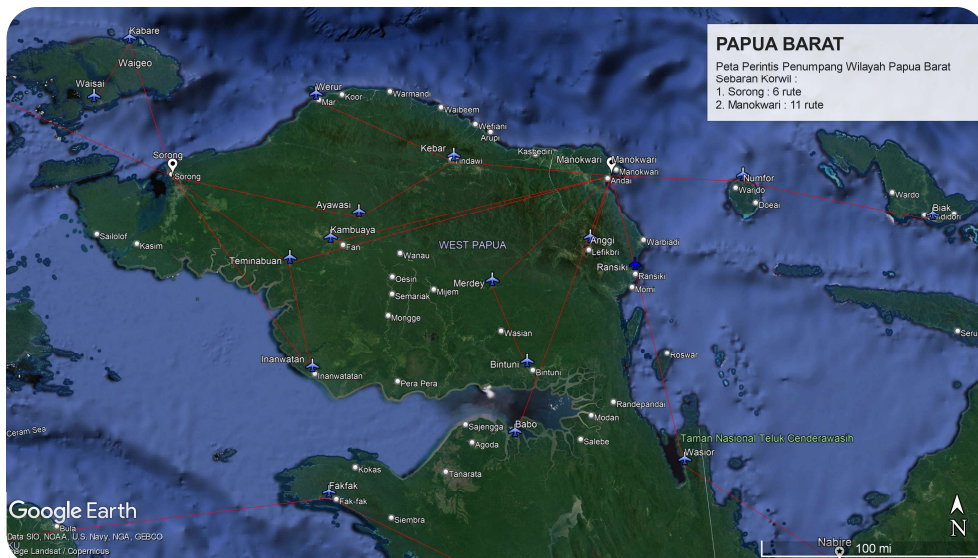 PAPUA BARAT
Peta Perintis Penumpang Wilayah Papua Barat
Sebaran Korwil :
1. Sorong : 6 rute
2. Manokwari : 11 rute
Kabare
Waigeo
Waisai
Werur
Mar
Koor
Warmandi
Waibeem
Wefiani
Arupi
Kebar
Kasbediri
Manokwari
Manokwari
Manokwari
Andai
Sorong
Sorong
Numfor
Wardo
Doeai
Wardo
Biak
Ayawasi
Kambuaya
Fan
WEST PAPUA
Anggi
Lefikbri
Warbiadi
Sailolof
Kasim
Teminabuan
Wanau
Ransiki
Ransiki
Momi
Oesin
Semariak
Mijem
Merdey
Mongge
Wasian
Roswar
Seru
Inanwatan
Inanwatatan
Bintuni
Bintuni
Pera Pera
Randepandai
Modan
Sajengga
Babo
Salebe
Agoda
Taman Nasional Teluk Cenderawasih
Wasior
Ceram Sea
Kokas
Tanarata
Fakfak
Fak-fak
Siembra
Google Earth
Bula
Data SIO, NOAA, U.S. Navy, NGA, GEBCO
age Landsat / Copernicus
Nabire
100 mi
N